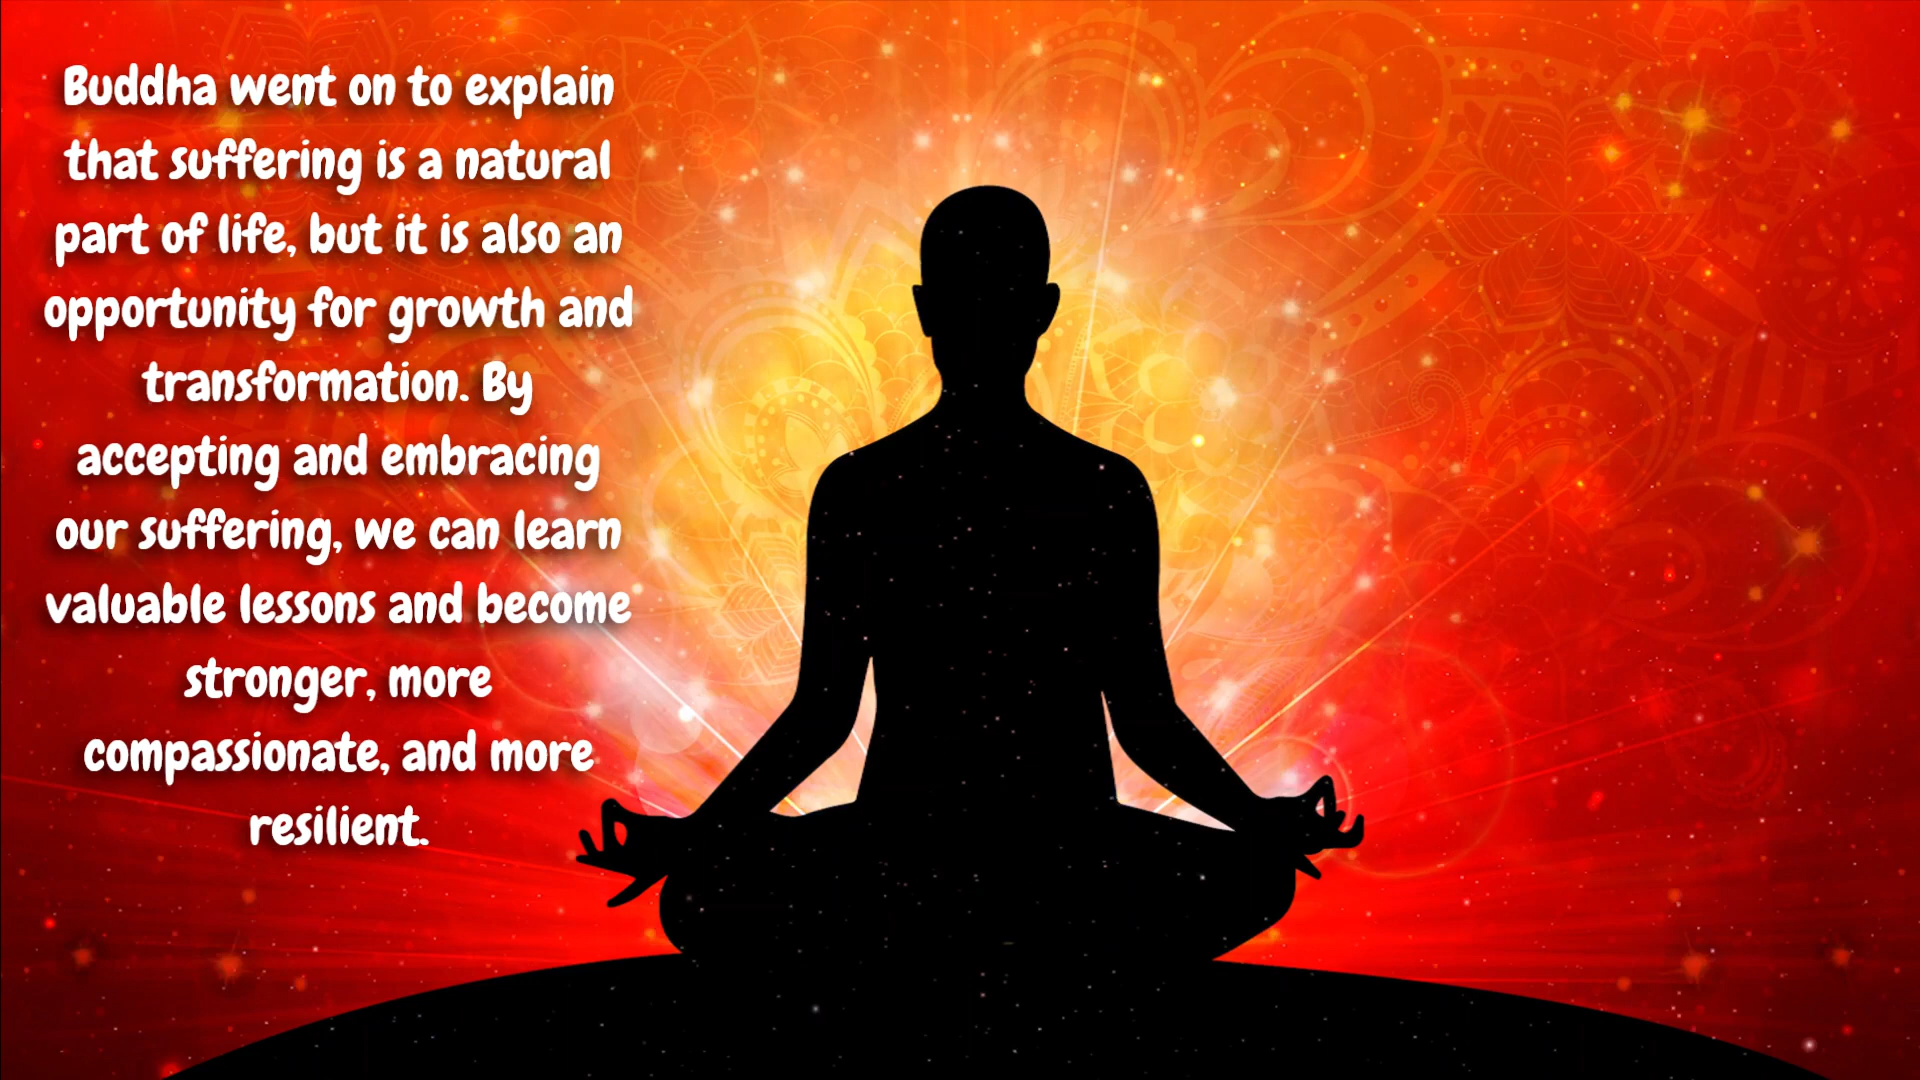 Buddha went on to explain
that suffering is a natural
part of life, but it is also an
opportunity for growth and
transformation. By
accepting and embracing
our suffering, we can learn
valuable lessons and become
stronger, more
compassionate, and more
resilient.